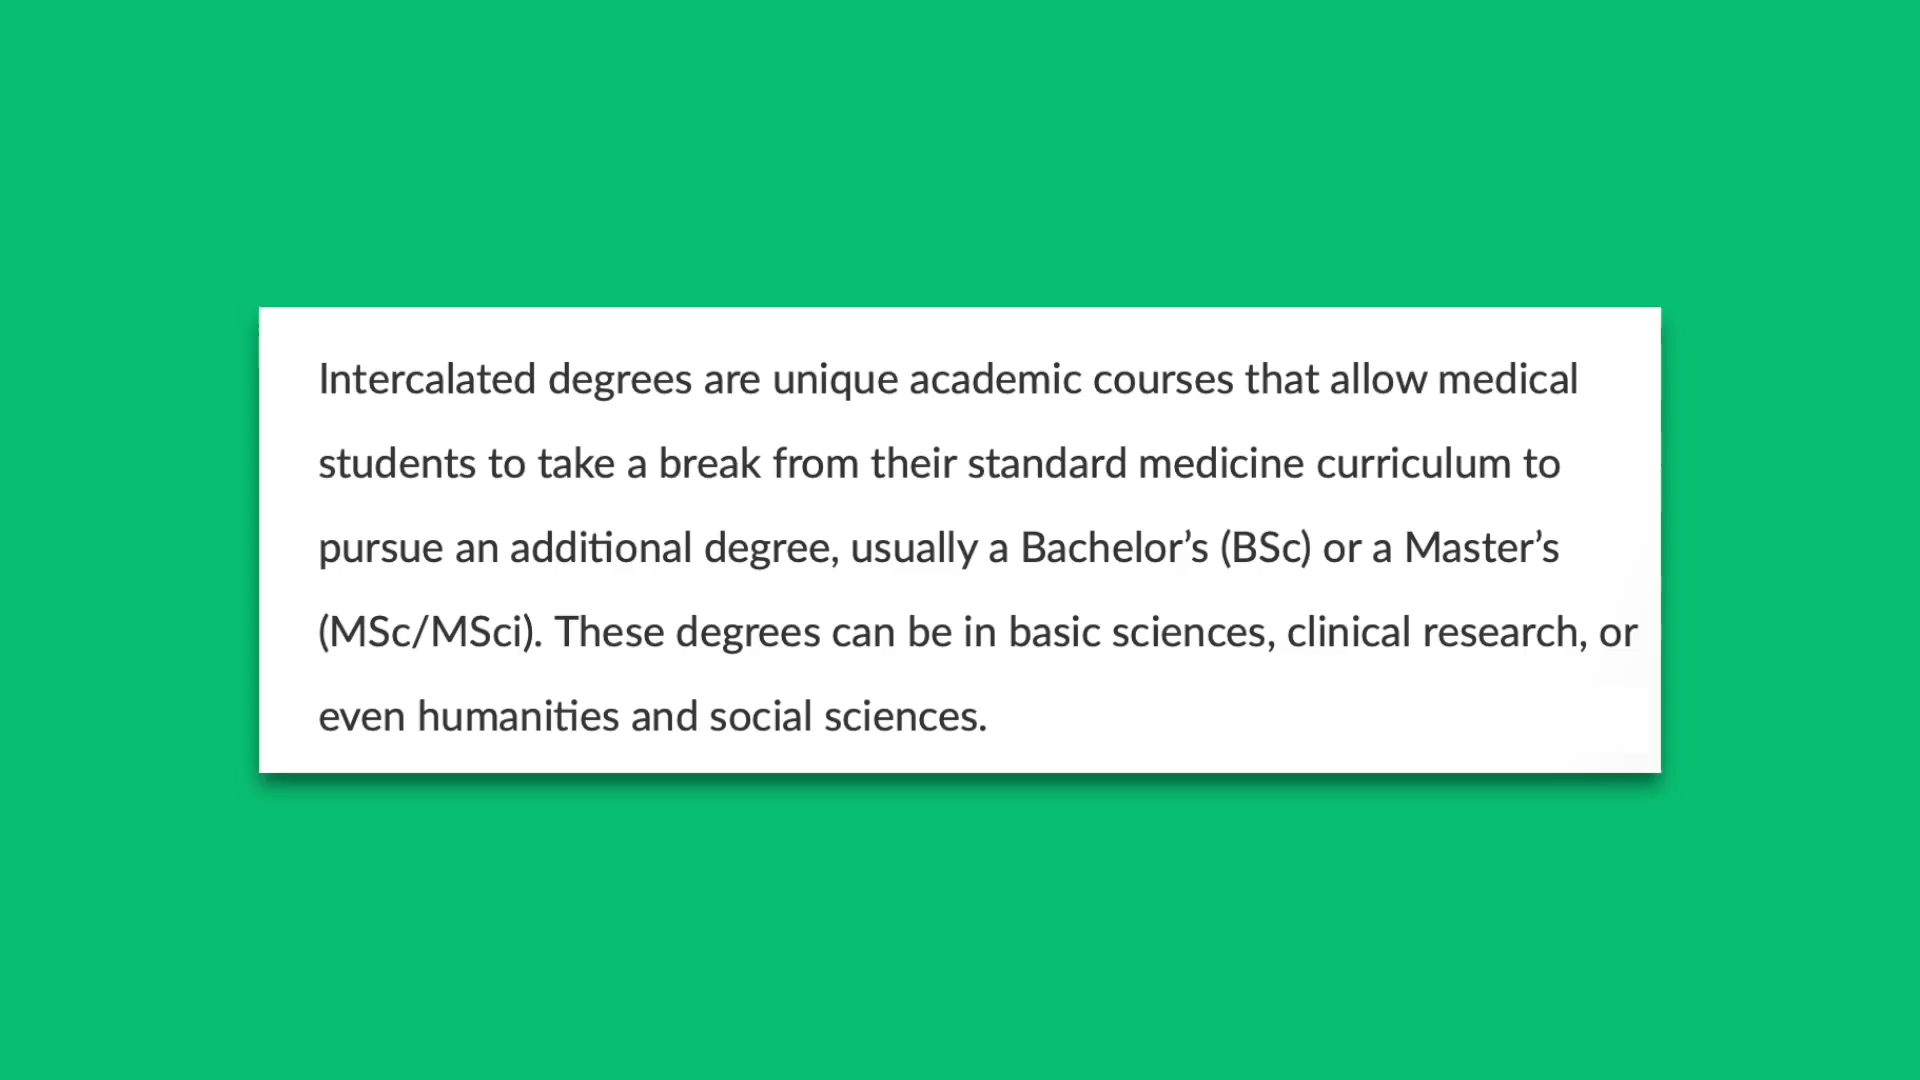 Intercalated degrees are unique academic courses that allow medical
students to take a break from their standard medicine curriculum to
pursue an additional degree, usually a Bachelor’s (BSc) or a Master’s
(MSc/MSci). These degrees can be in basic sciences, clinical research, or
even humanities and social sciences.